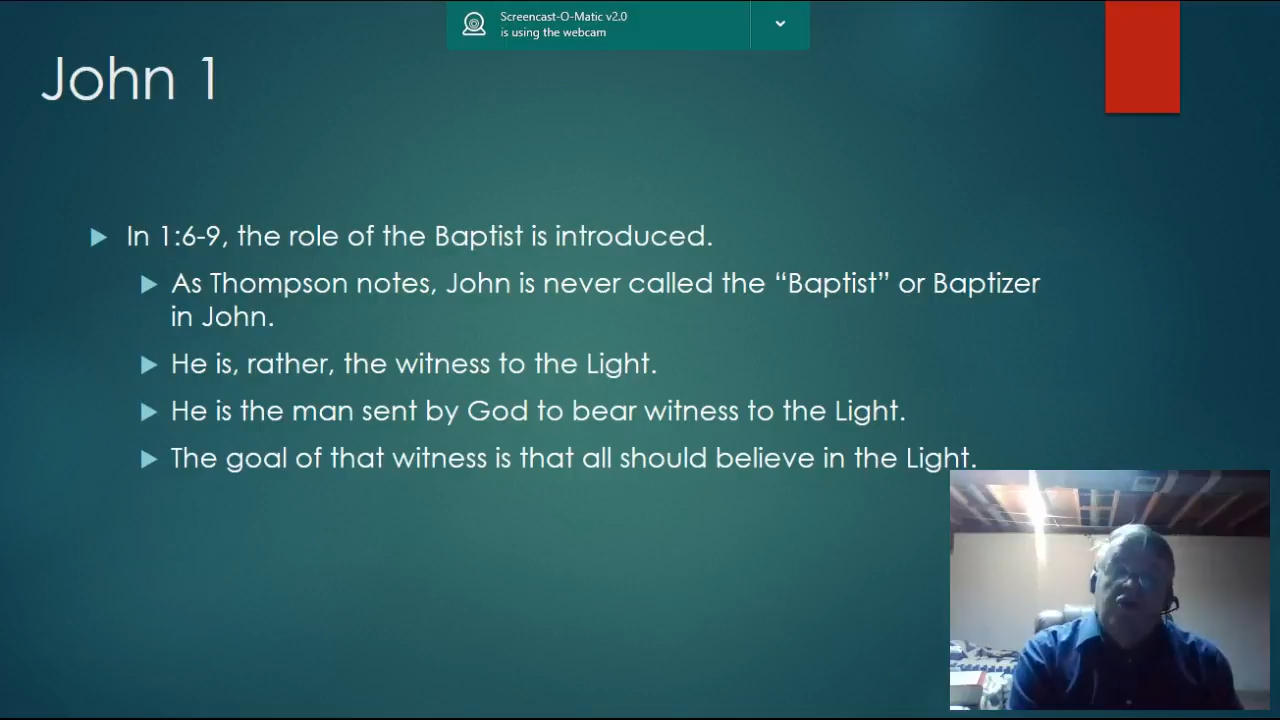 Screencast-O-Matic v2.0
is using the webcam
John 1
In 1:6-9, the role of the Baptist is introduced.
As Thompson notes, John is never called the “Baptist” or Baptizer
in John.
He is, rather, the witness to the Light.
He is the man sent by God to bear witness to the Light.
The goal of that witness is that all should believe in the Light.